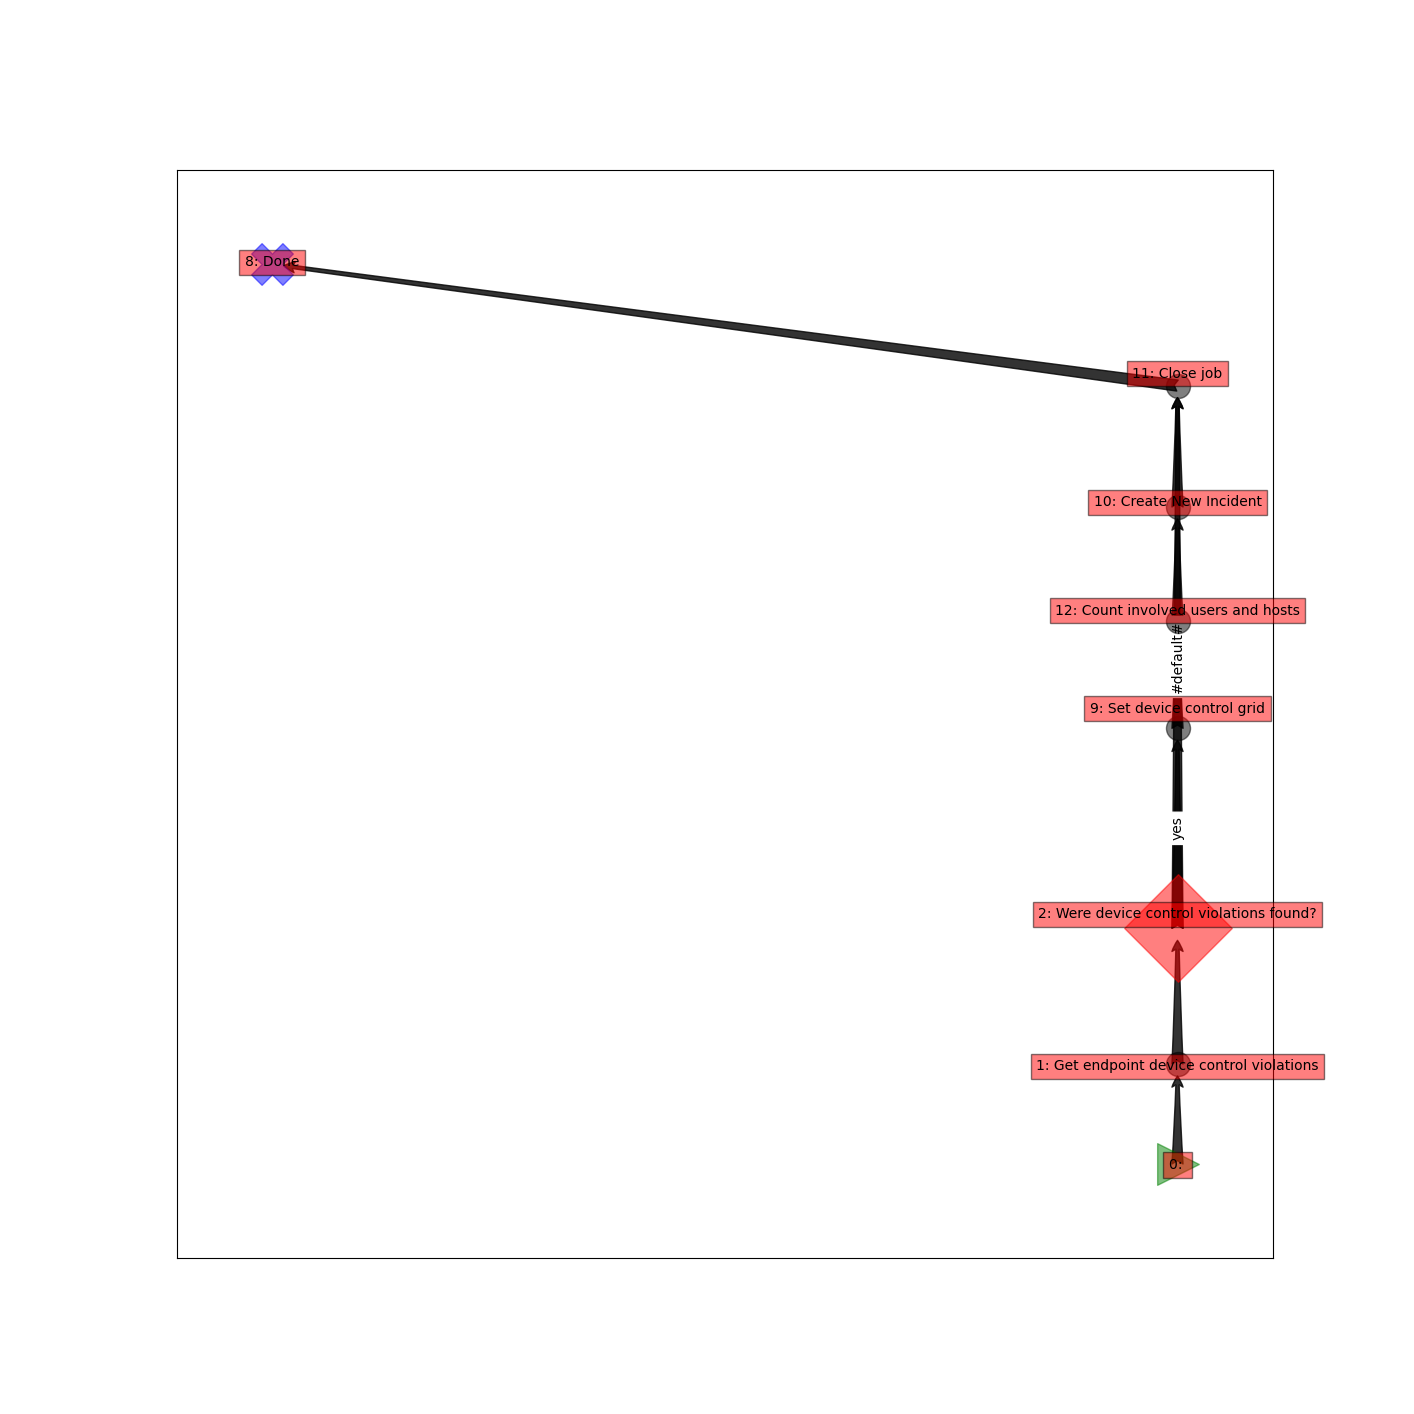 8: Done
11: Close job
10: Create New Incident
12: Count involved users and hosts
#default#
9: Set device control grid
yes
2: Were device control violations found?
1: Get endpoint device control violations
0: